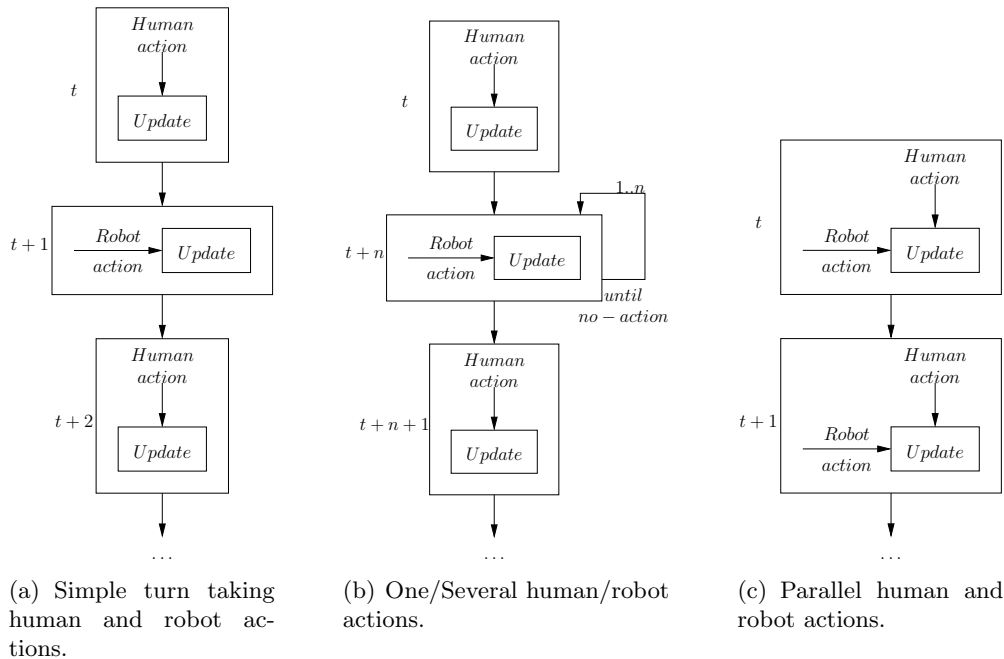 Human
action
t
Update
t + 1
Robot
action
Update
Human
action
t + 2
Update
...
(a) Simple turn taking
human and robot ac-
tions.
Human
action
t
Update
1..n
t + n
Robot
action
Update
until
no − action
Human
action
t + n + 1
Update
...
(b) One/Several human/robot
actions.
Human
action
t
Robot
action
Update
Human
action
t + 1
Robot
action
Update
...
(c) Parallel human and
robot actions.